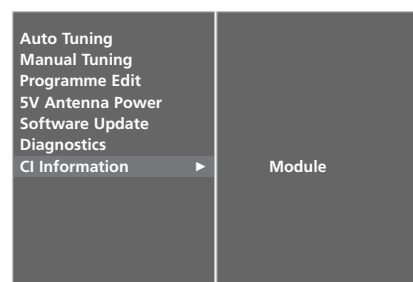 Auto Tuning
Manual Tuning
Programme Edit
5V Antenna Power
Software Update
Diagnostics
CI Information ► Module